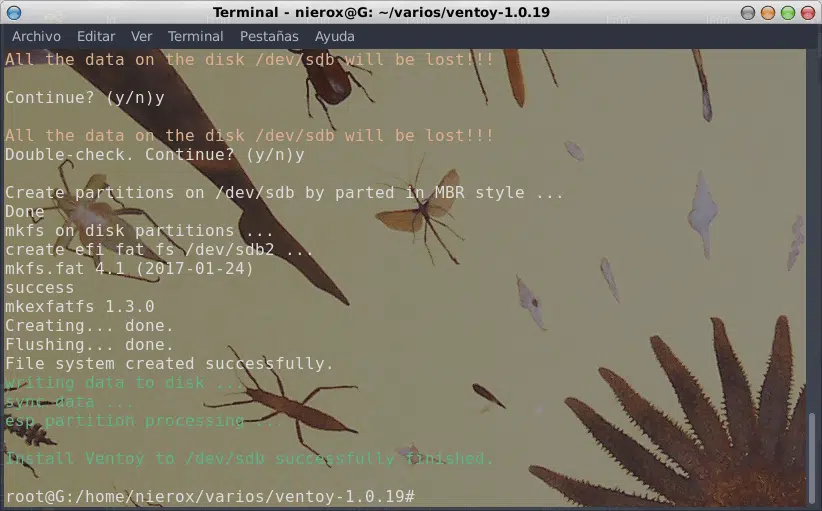 Terminal - nierox@G: ~/varios/ventoy-1.0.19
Archivo Editar Ver Terminal Pestañas Ayuda
All the data on the disk /dev/sdb will be lost!!!
Continue? (y/n)y
All the data on the disk /dev/sdb will be lost!!!
Double-check. Continue? (y/n)y
Create partitions on /dev/sdb by parted in MBR style ...
Done
mkfs on disk partitions ...
create efi fat fs /dev/sdb2 ...
mkfs.fat 4.1 (2017-01-24)
success
mkexfatfs 1.3.0
Creating... done.
Flushing... done.
File system created successfully.
writing data to disk ...
sync data ...
esp partition processing ...
Install Ventoy to /dev/sdb successfully finished.
root@G:/home/nierox/varios/ventoy-1.0.19#